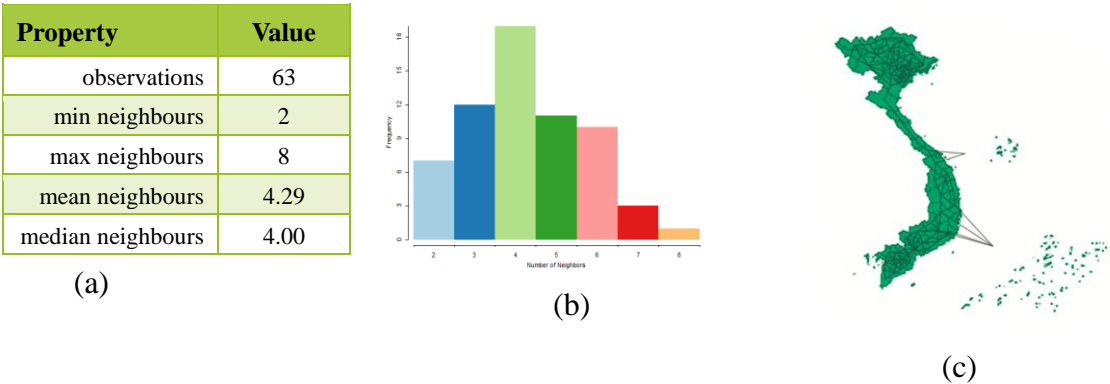 Property Value
observations 63
min neighbours 2
max neighbours 8
mean neighbours 4.29
median neighbours 4.00
(a)
Frequency
18
15
12
9
6
3
0
2 3 4 5 6 7 8
Number of Neighbors
(b)
(c)